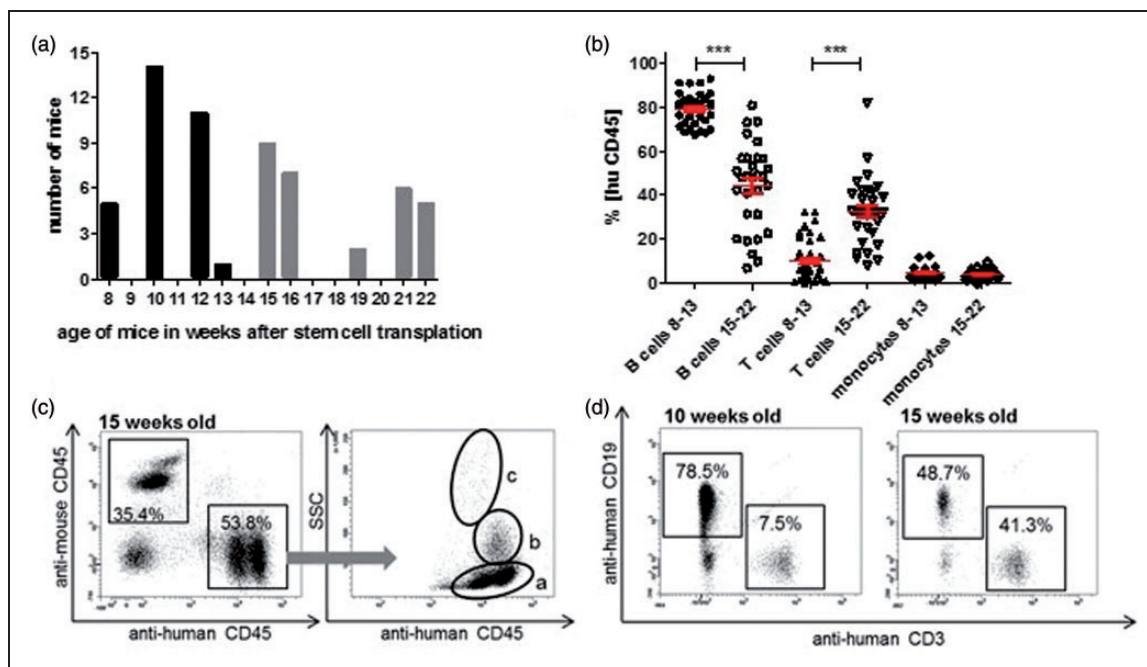 (a)
15
12
9
6
3
0
number of mice
8 9 10 11 12 13 14 15 16 17 18 19 20 21 22
age of mice in weeks after stem cell transplation
(b)
*** ***
100
80
60
40
20
0
% [hu CD45]
B cells 8-13
B cells 15-22
T cells 8-13
T cells 15-22
monocytes 8-13
monocytes 15-22
(c)
15 weeks old
anti-mouse CD45
35.4%
53.8%
anti-human CD45
SSC
c
b
a
anti-human CD45
(d)
10 weeks old
15 weeks old
anti-human CD19
78.5%
7.5%
48.7%
41.3%
anti-human CD3